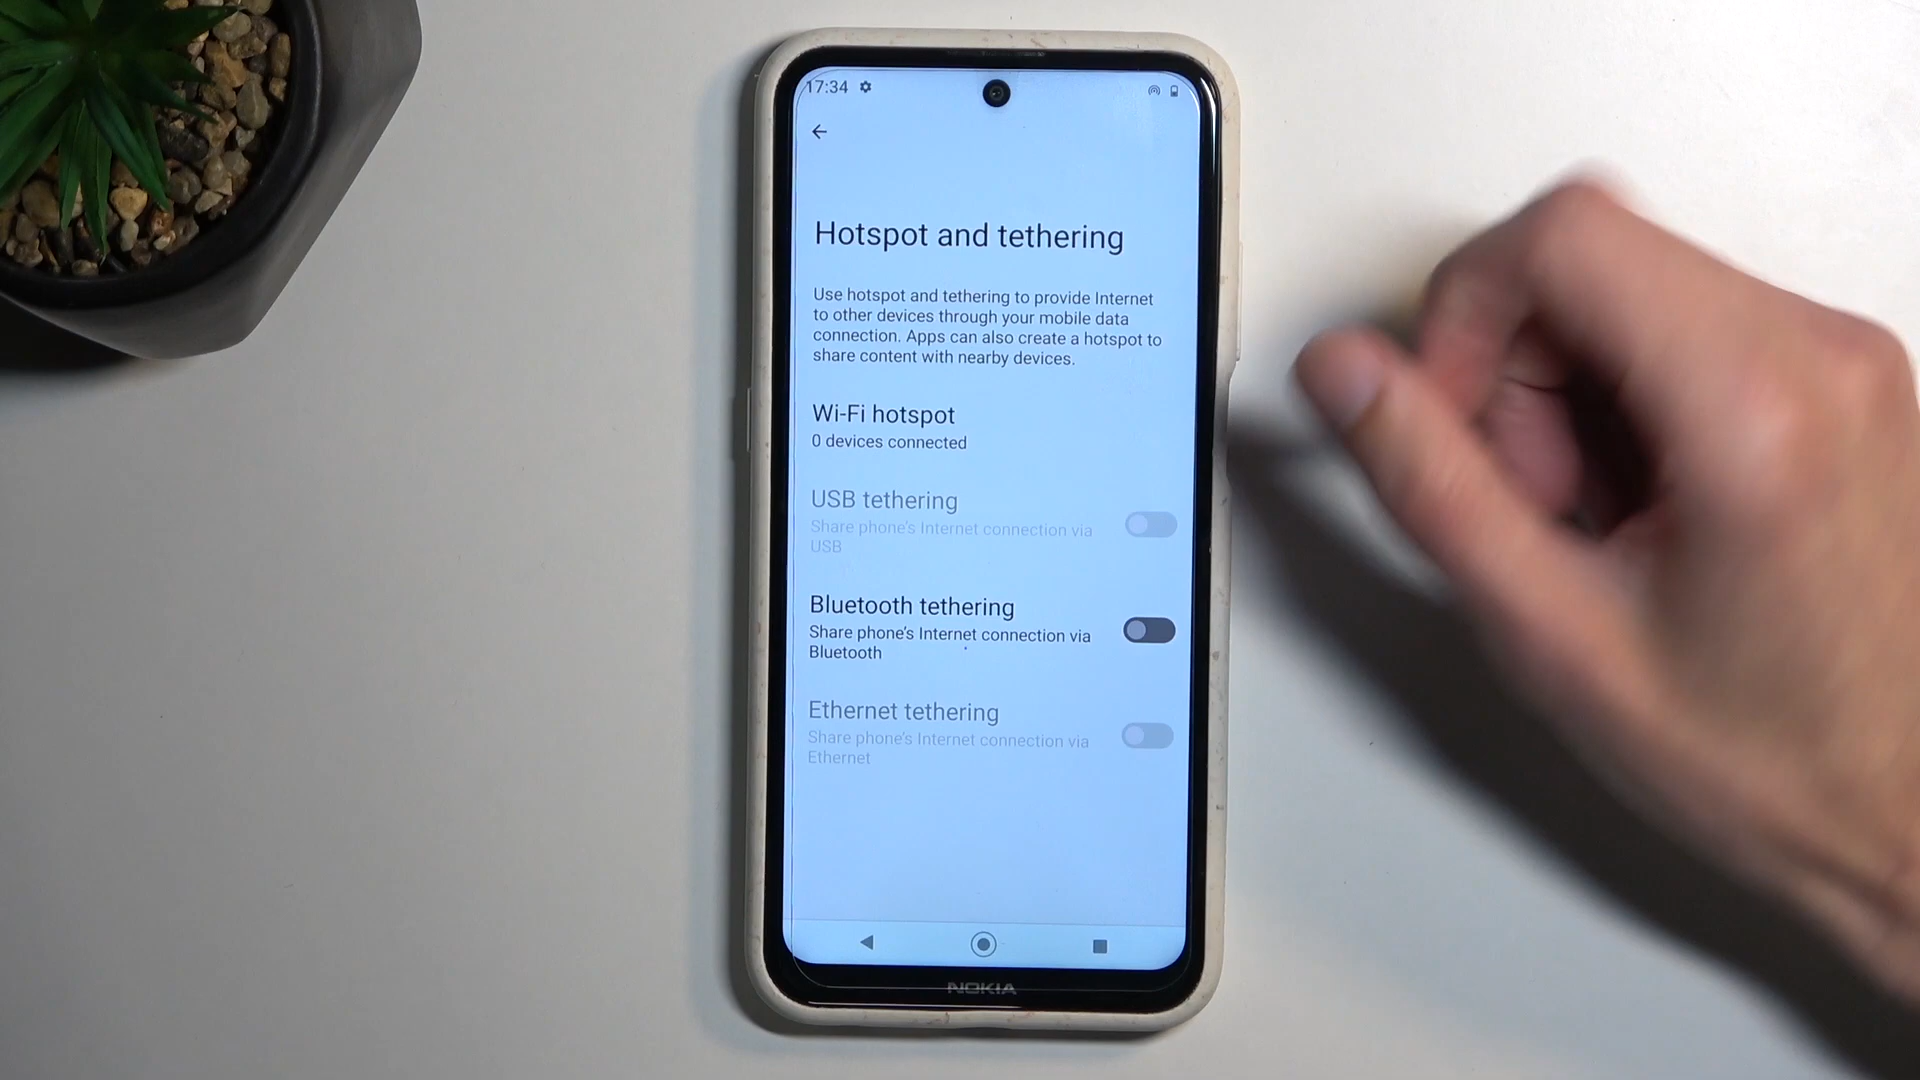 17:34
Hotspot and tethering
Use hotspot and tethering to provide Internet
to other devices through your mobile data
connection. Apps can also create a hotspot to
share content with nearby devices.
Wi-Fi hotspot
0 devices connected
USB tethering
Share phone's Internet connection via
USB
Bluetooth tethering
Share phone's Internet connection via
Bluetooth
Ethernet tethering
Share phone's Internet connection via
Ethernet
NOKIA